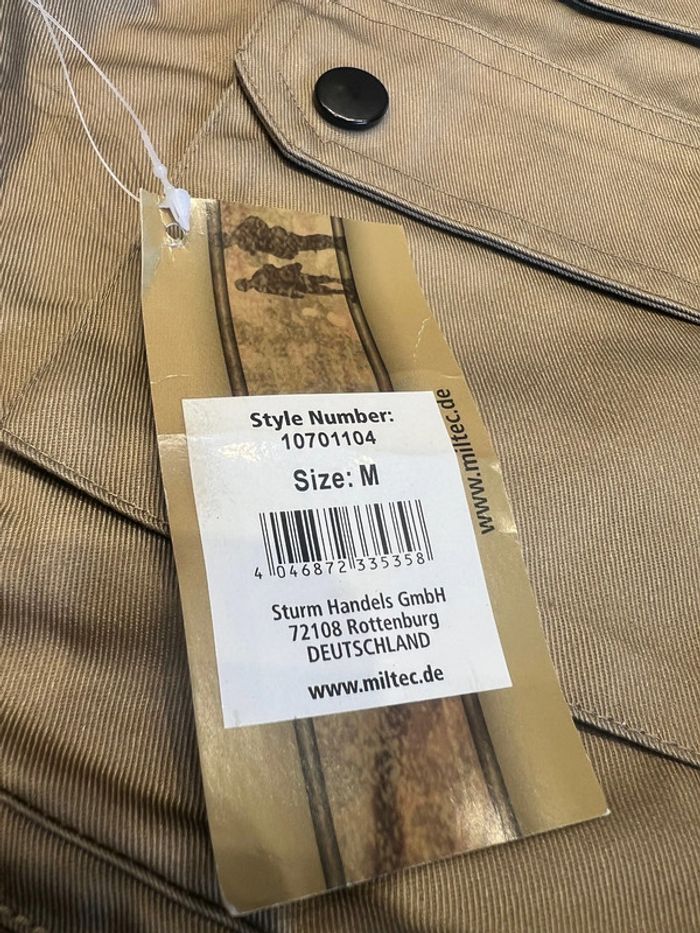 Style Number:
10701104
Size: M
4 046872 335358
Sturm Handels GmbH
72108 Rottenburg
DEUTSCHLAND
www.miltec.de
www.miltec.de